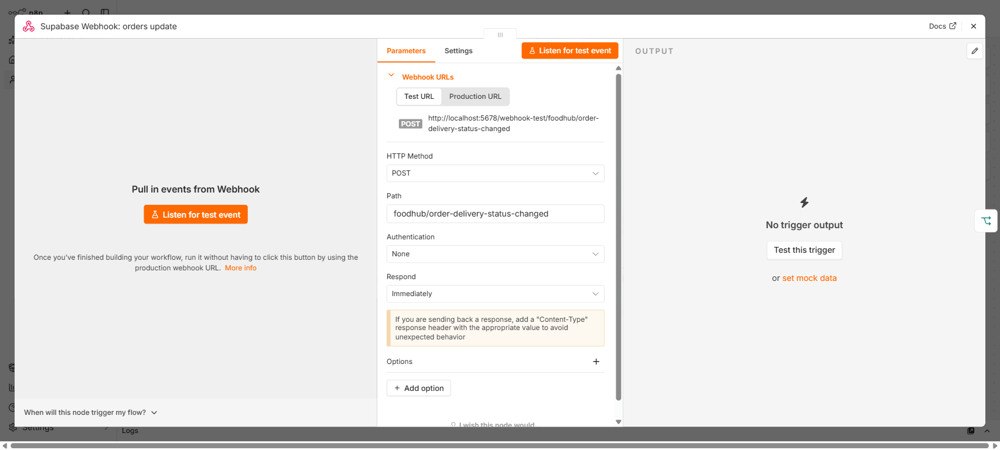 n8n
Supabase Webhook: orders update
Docs
Parameters
Settings
Listen for test event
OUTPUT
Webhook URLs
Test URL
Production URL
POST
http://localhost:5678/webhook-test/foodhub/order-
delivery-status-changed
HTTP Method
POST
Path
foodhub/order-delivery-status-changed
Authentication
None
Respond
Immediately
If you are sending back a response, add a "Content-Type"
response header with the appropriate value to avoid
unexpected behavior
Options
Add option
I wish this node would
Pull in events from Webhook
Listen for test event
Once you've finished building your workflow, run it without having to click this button by using the
production webhook URL. More info
When will this node trigger my flow?
No trigger output
Test this trigger
or set mock data
Settings
Logs